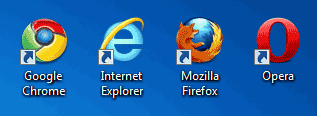 Google Chrome
Internet Explorer
Mozilla Firefox
Opera